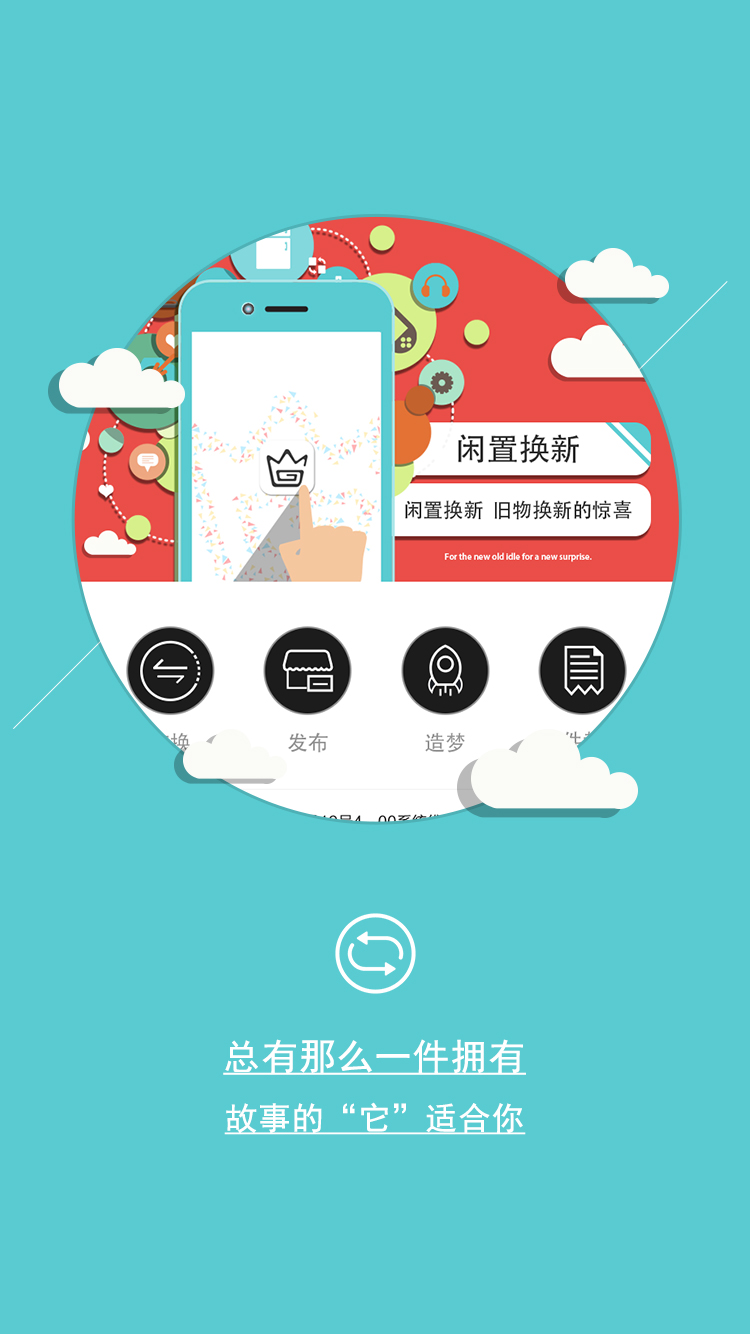 闲置换新
闲置换新 旧物换新的惊喜
For the new old idle for a new surprise.
换
发布
造梦
件
总有那么一件拥有
故事的“它”适合你